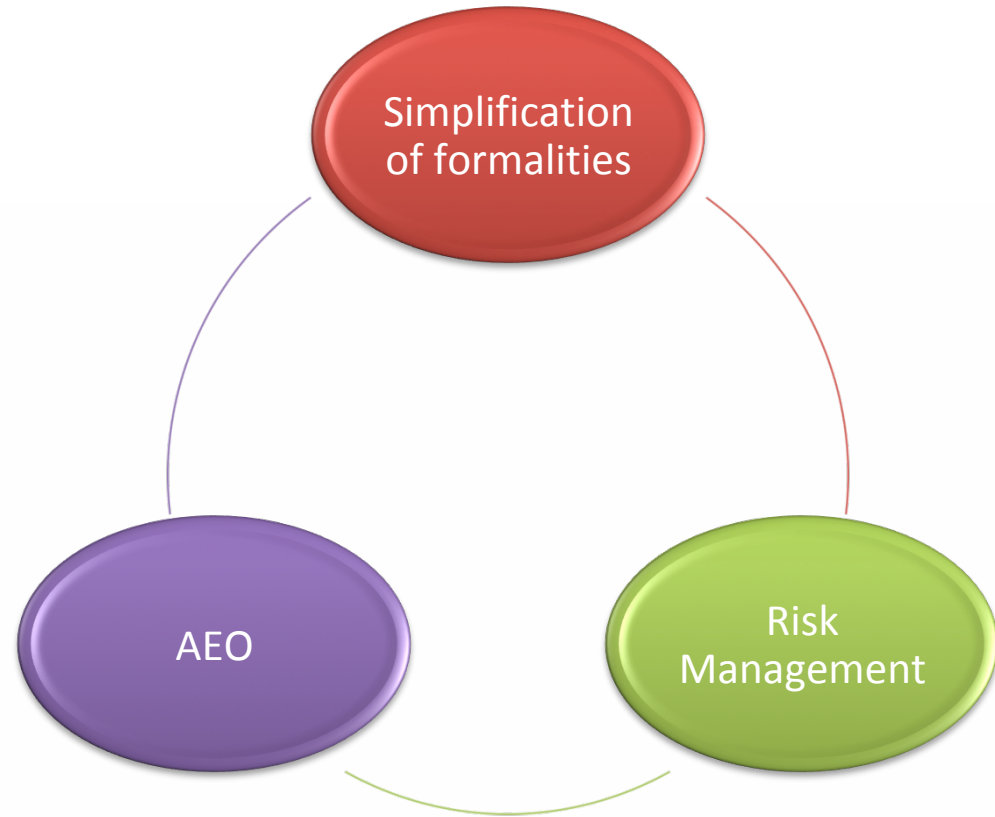 Simplification
of formalities
AEO
Risk
Management